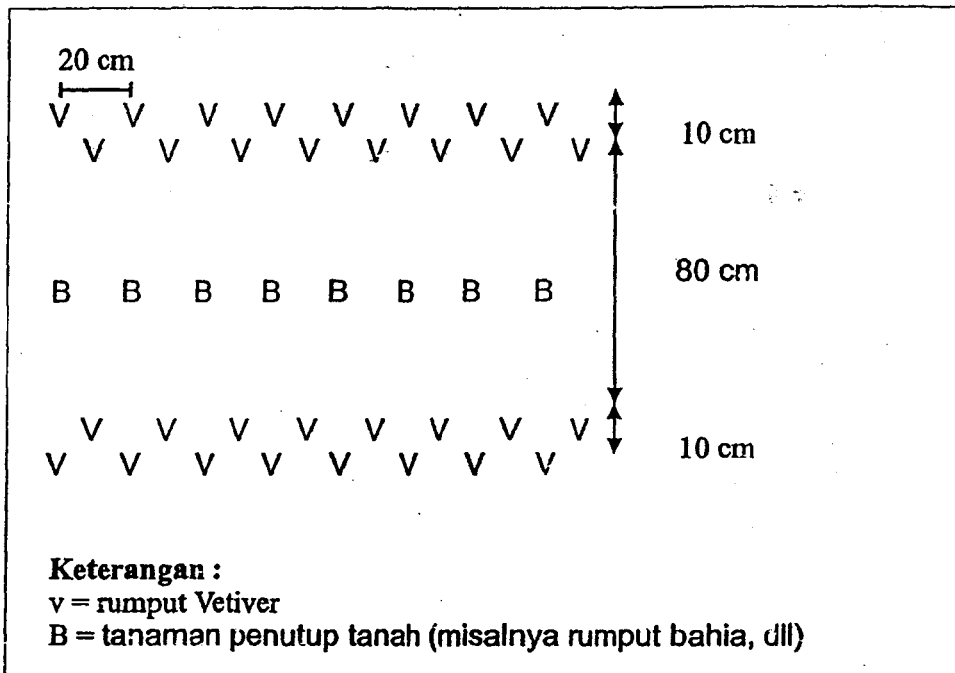 20 cm
V V V V V V V V
10 cm
V V V V V V V V
80 cm
B B B B B B B B
V V V V V V V V
10 cm
V V V V V V V V
Keterangan :
v = rumput Vetiver
B = tanaman penutup tanah (misalnya rumput bahia, dll)